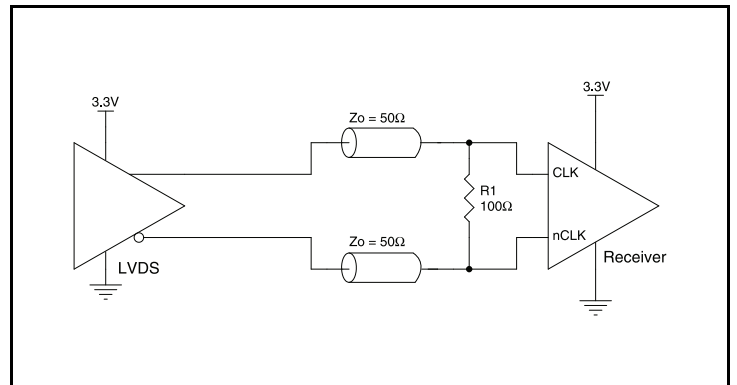 3.3V
LVDS
Zo = 50Ω
Zo = 50Ω
R1
100Ω
3.3V
CLK
nCLK
Receiver